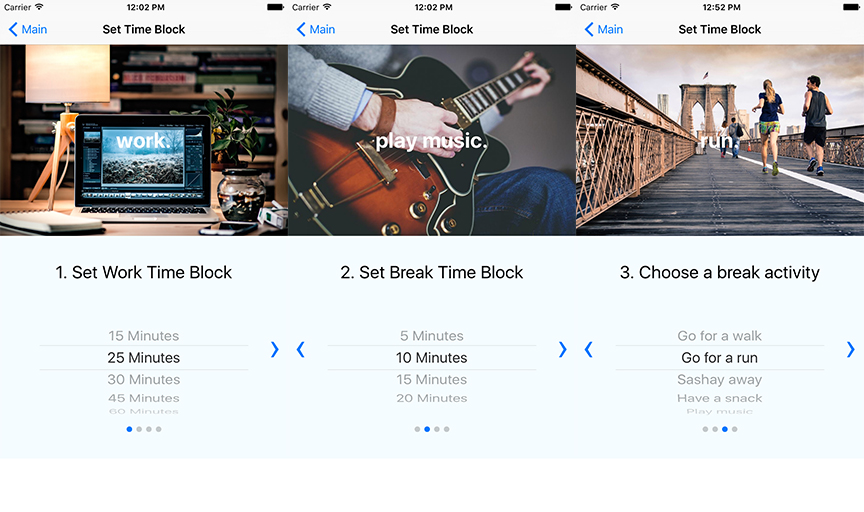 Carrier 12:02 PM
Main Set Time Block
work.
1. Set Work Time Block
15 Minutes
25 Minutes
30 Minutes
45 Minutes
60 Minutes
Carrier 12:02 PM
Main Set Time Block
play music.
2. Set Break Time Block
5 Minutes
10 Minutes
15 Minutes
20 Minutes
Carrier 12:52 PM
Main Set Time Block
run.
3. Choose a break activity
Go for a walk
Go for a run
Sashay away
Have a snack
Play music